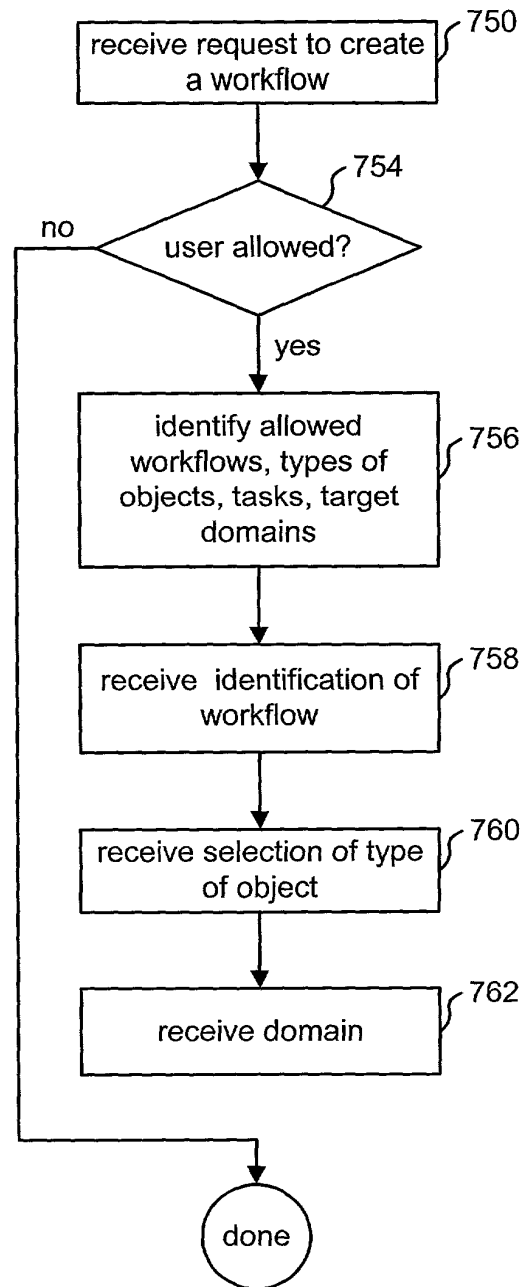 receive request to create
a workflow
750
754
no
user allowed?
yes
identify allowed
workflows, types of
objects, tasks, target
domains
756
receive identification of
workflow
758
receive selection of type
of object
760
receive domain
762
done